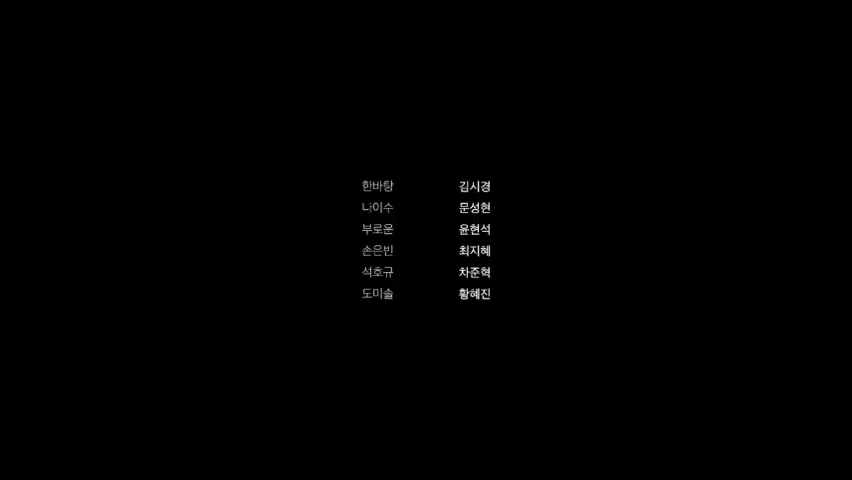 한바탕 김시경
나이수 문성현
부로운 윤현석
손은빈 최지혜
석호규 차준혁
도미솔 황혜진